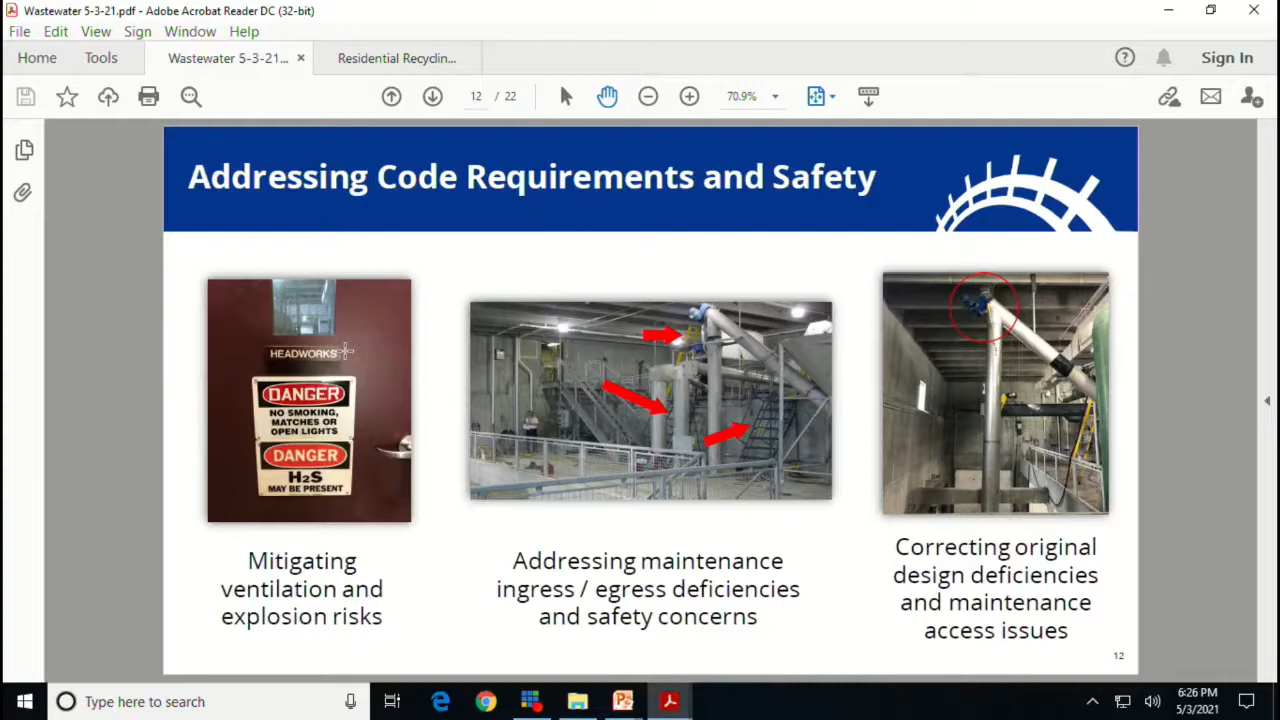 Wastewater 5-3-21.pdf - Adobe Acrobat Reader DC (32-bit)
File Edit View Sign Window Help
Home Tools Wastewater 5-3-21... × Residential Recyclin... Sign In
12 / 22 70.9%
Addressing Code Requirements and Safety
HEADWORKS
DANGER
NO SMOKING,
MATCHES OR
OPEN LIGHTS
DANGER
H2S
MAY BE PRESENT
Mitigating
ventilation and
explosion risks
Addressing maintenance
ingress / egress deficiencies
and safety concerns
Correcting original
design deficiencies
and maintenance
access issues
12
Type here to search
6:26 PM
5/3/2021